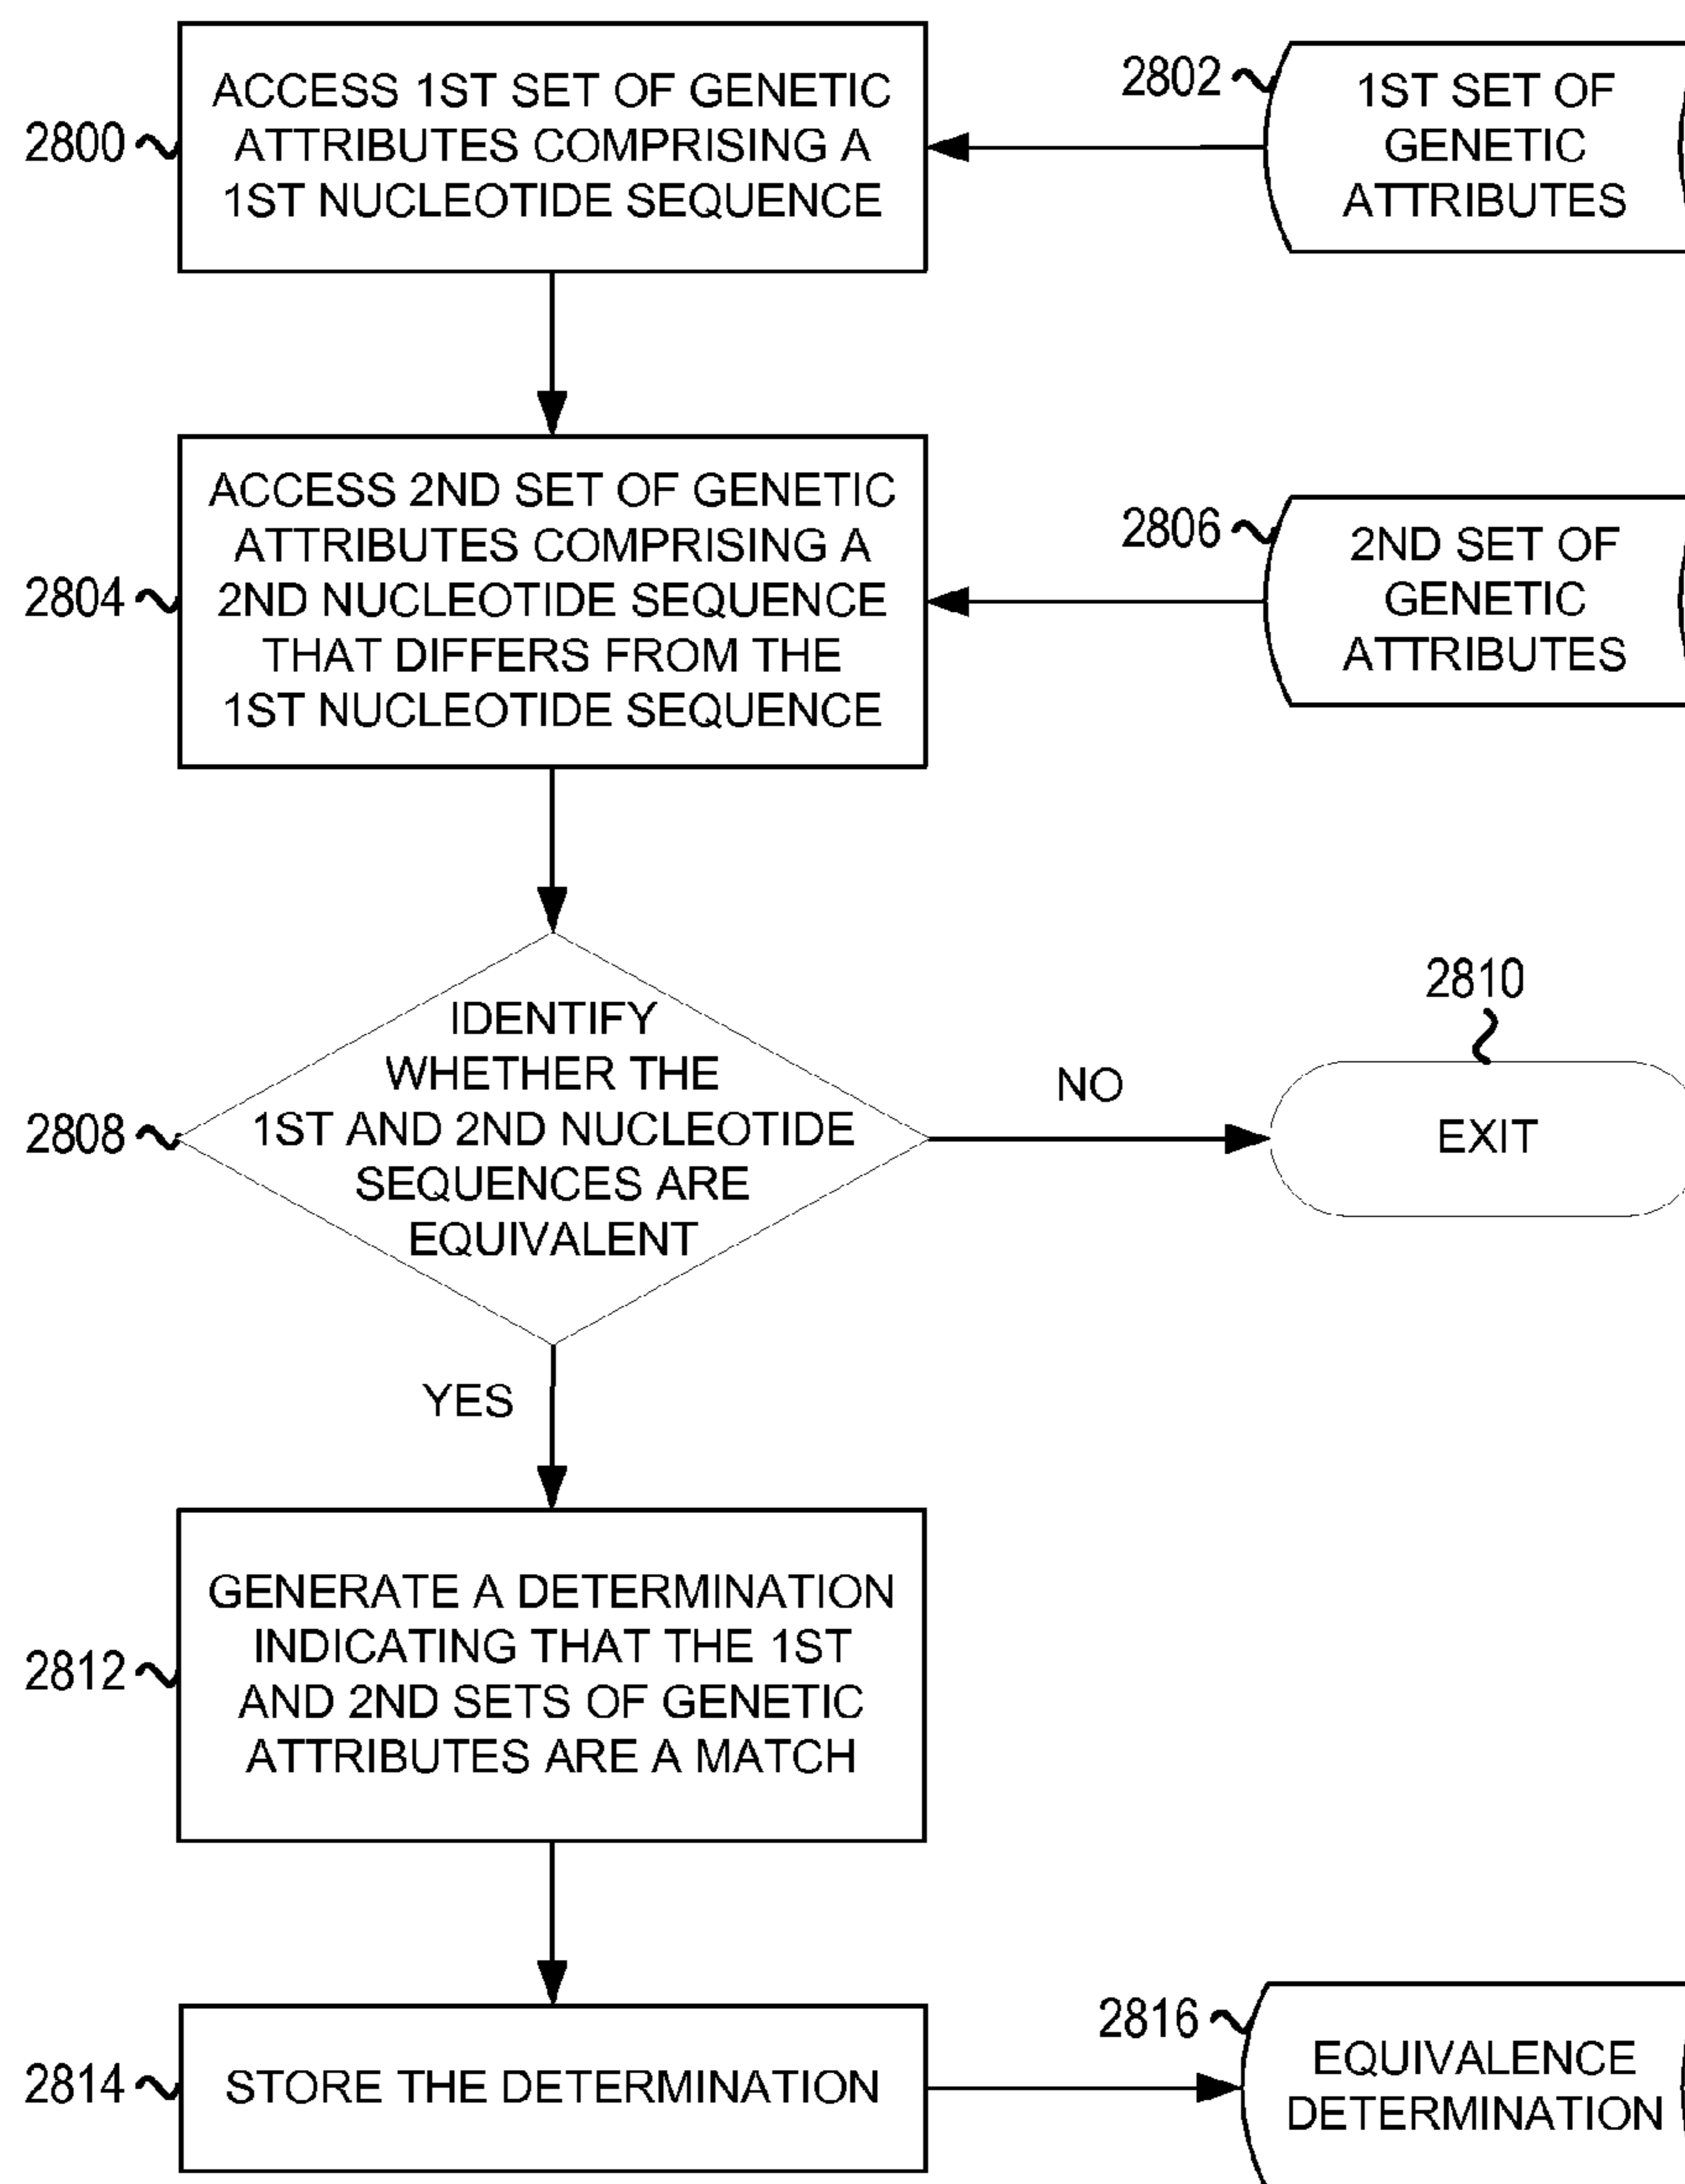 2800
ACCESS 1ST SET OF GENETIC
ATTRIBUTES COMPRISING A
1ST NUCLEOTIDE SEQUENCE
2802
1ST SET OF
GENETIC
ATTRIBUTES
2804
ACCESS 2ND SET OF GENETIC
ATTRIBUTES COMPRISING A
2ND NUCLEOTIDE SEQUENCE
THAT DIFFERS FROM THE
1ST NUCLEOTIDE SEQUENCE
2806
2ND SET OF
GENETIC
ATTRIBUTES
2808
IDENTIFY
WHETHER THE
1ST AND 2ND NUCLEOTIDE
SEQUENCES ARE
EQUIVALENT
NO
2810
EXIT
YES
2812
GENERATE A DETERMINATION
INDICATING THAT THE 1ST
AND 2ND SETS OF GENETIC
ATTRIBUTES ARE A MATCH
2814
STORE THE DETERMINATION
2816
EQUIVALENCE
DETERMINATION